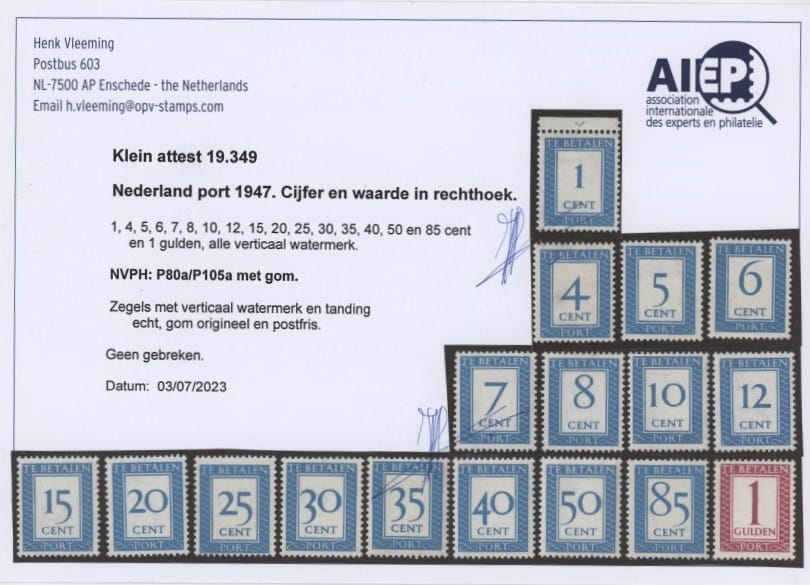 Henk Vleeming
Postbus 603
NL-7500 AP Enschede - the Netherlands
Email h.vleeming@opv-stamps.com
AIEP
association
internationale
des experts en philatelie
Klein attest 19.349
Nederland port 1947. Cijfer en waarde in rechthoek.
1, 4, 5, 6, 7, 8, 10, 12, 15, 20, 25, 30, 35, 40, 50 en 85 cent
en 1 gulden, alle verticaal watermerk.
NVPH: P80a/P105a met gom.
Zegels met verticaal watermerk en tanding
echt, gom origineel en postfris.
Geen gebreken.
Datum: 03/07/2023
TE BETALEN
1
CENT
PORT
TE BETALEN
4
CENT
PORT
TE BETALEN
5
CENT
PORT
TE BETALEN
6
CENT
PORT
TE BETALEN
7
CENT
PORT
TE BETALEN
8
CENT
PORT
TE BETALEN
10
CENT
PORT
TE BETALEN
12
CENT
PORT
TE BETALEN
15
CENT
PORT
TE BETALEN
20
CENT
PORT
TE BETALEN
25
CENT
PORT
TE BETALEN
30
CENT
PORT
TE BETALEN
35
CENT
PORT
TE BETALEN
40
CENT
PORT
TE BETALEN
50
CENT
PORT
TE BETALEN
85
CENT
PORT
TE BETALEN
1
GULDEN
PORT